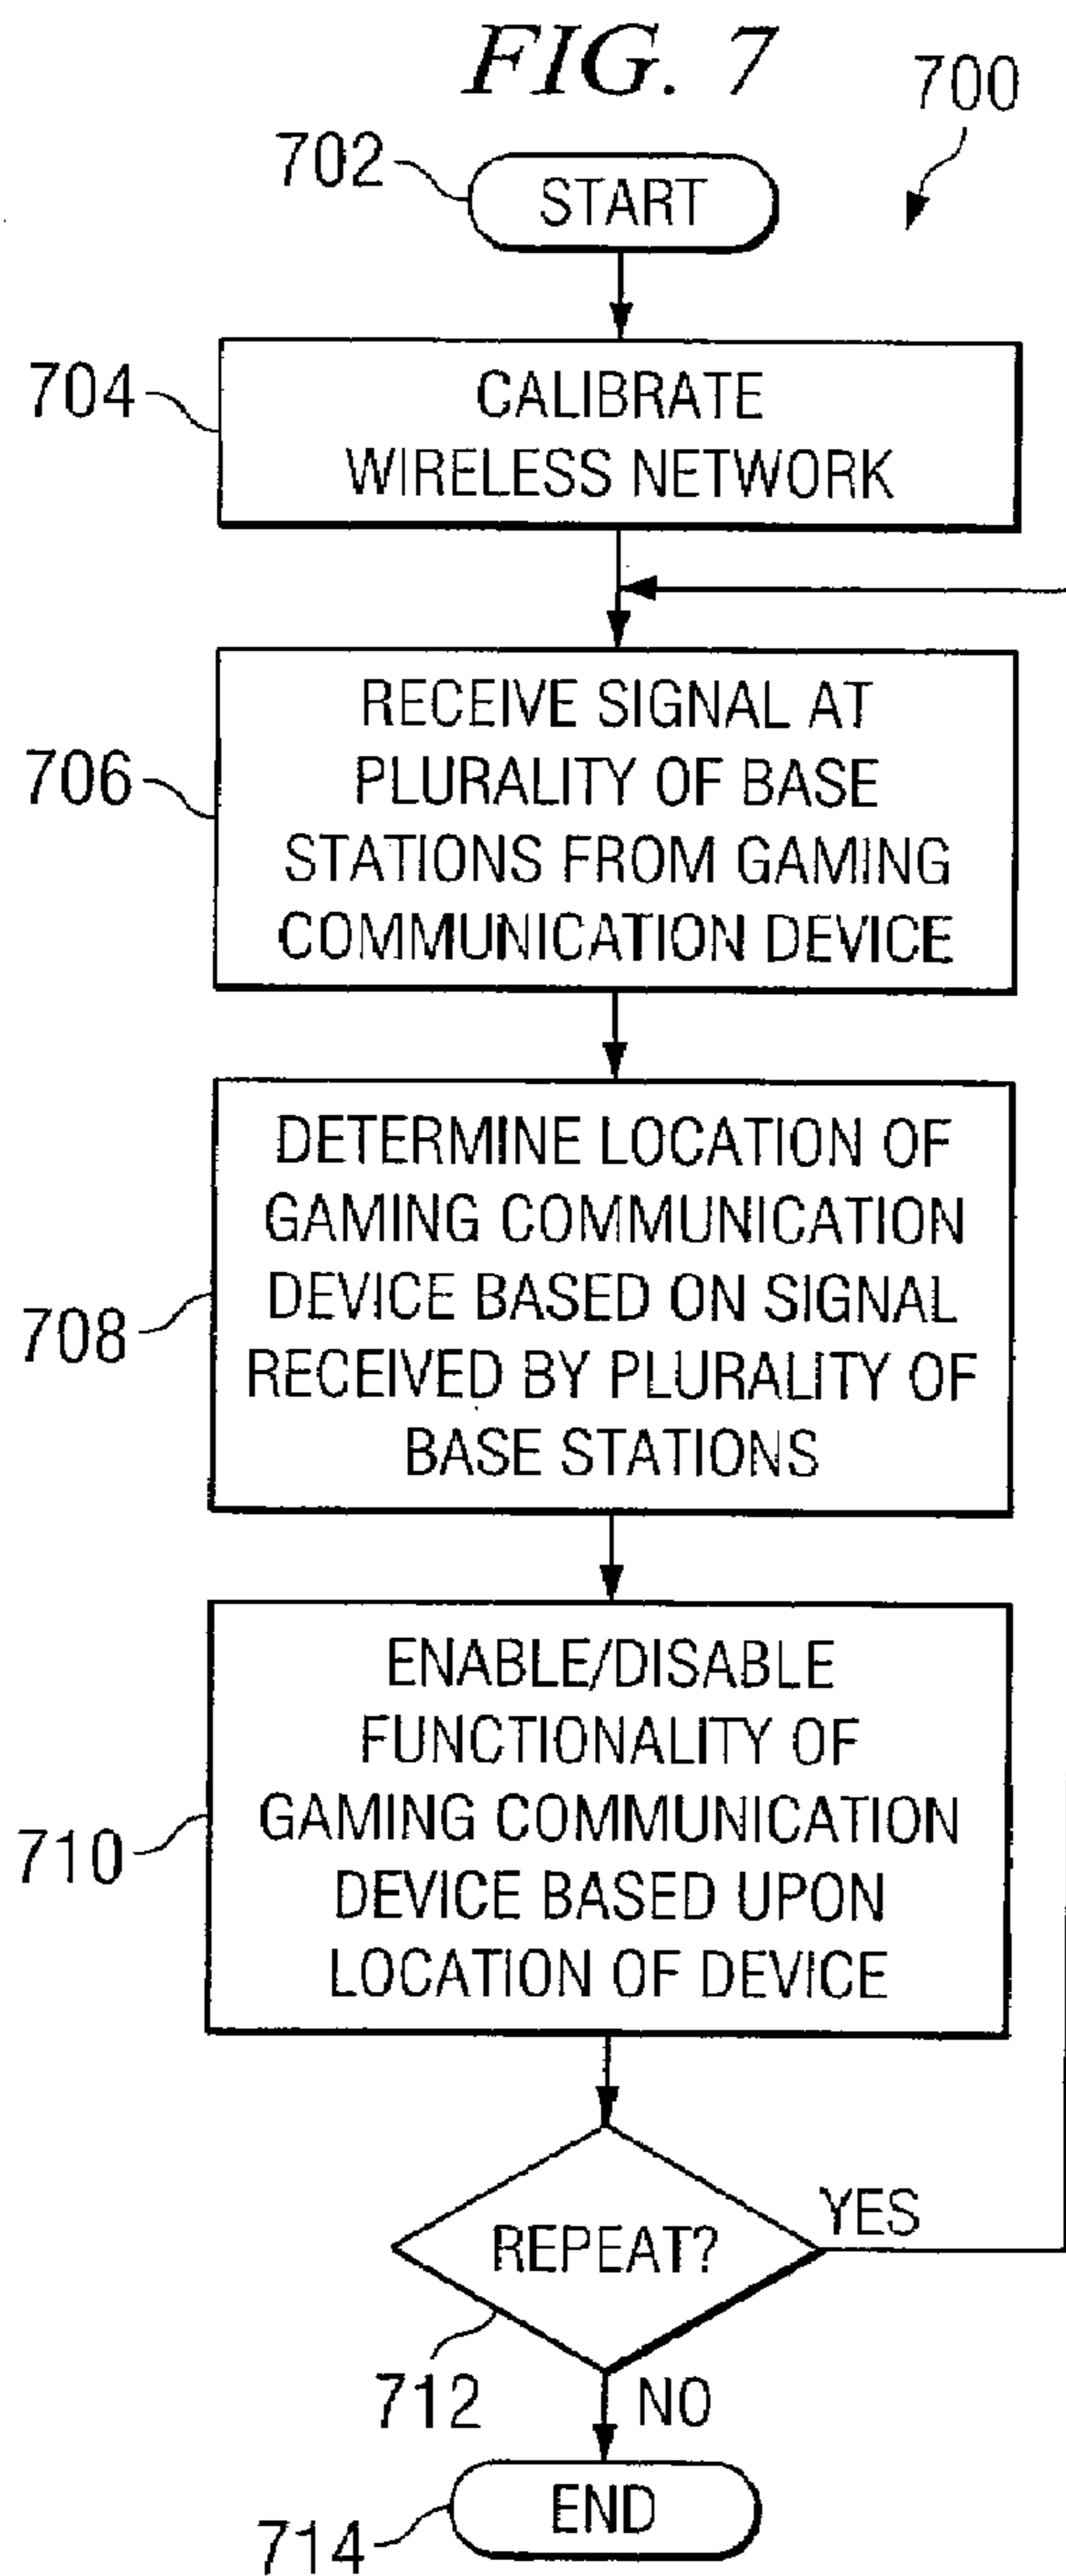 FIG. 7
700
702
START
704
CALIBRATE
WIRELESS NETWORK
706
RECEIVE SIGNAL AT
PLURALITY OF BASE
STATIONS FROM GAMING
COMMUNICATION DEVICE
708
DETERMINE LOCATION OF
GAMING COMMUNICATION
DEVICE BASED ON SIGNAL
RECEIVED BY PLURALITY OF
BASE STATIONS
710
ENABLE/DISABLE
FUNCTIONALITY OF
GAMING COMMUNICATION
DEVICE BASED UPON
LOCATION OF DEVICE
REPEAT?
YES
712
NO
END
714